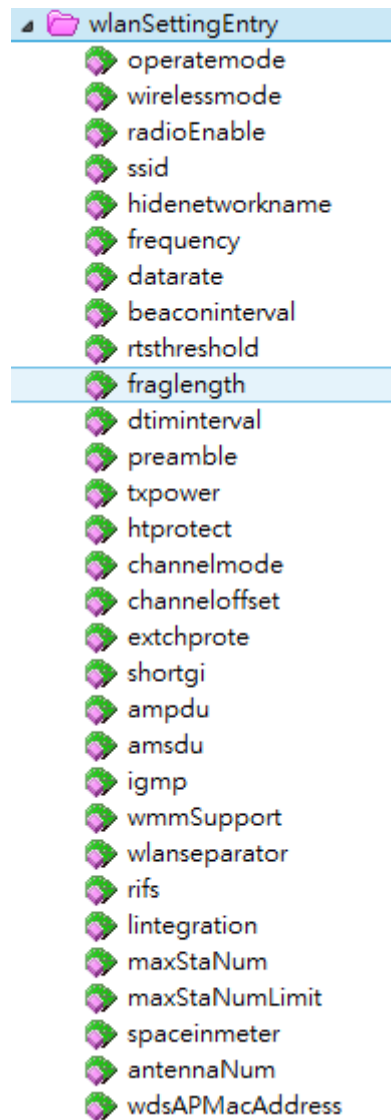 wlanSettingEntry
operatemode
wirelessmode
radioEnable
ssid
hidenetworkname
frequency
datarate
beaconinterval
rtsthreshold
fraglength
dtiminterval
preamble
txpower
htprotect
channelmode
channeloffset
extchprote
shortgi
ampdu
amsdu
igmp
wmmSupport
wlanseparator
rifs
lintegration
maxStaNum
maxStaNumLimit
spaceinmeter
antennaNum
wdsAPMacAddress